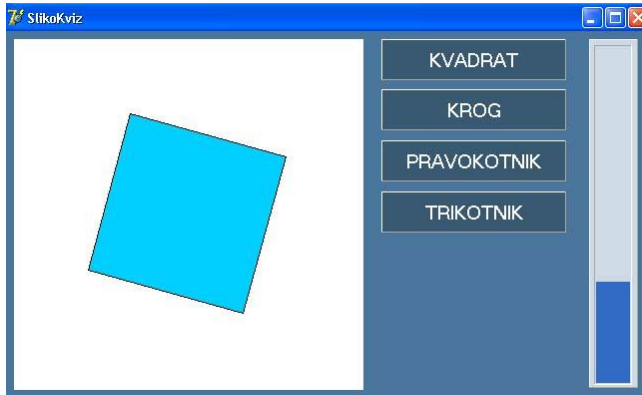 SlikoKviz
KVADRAT
KROG
PRAVOKOTNIK
TRIKOTNIK